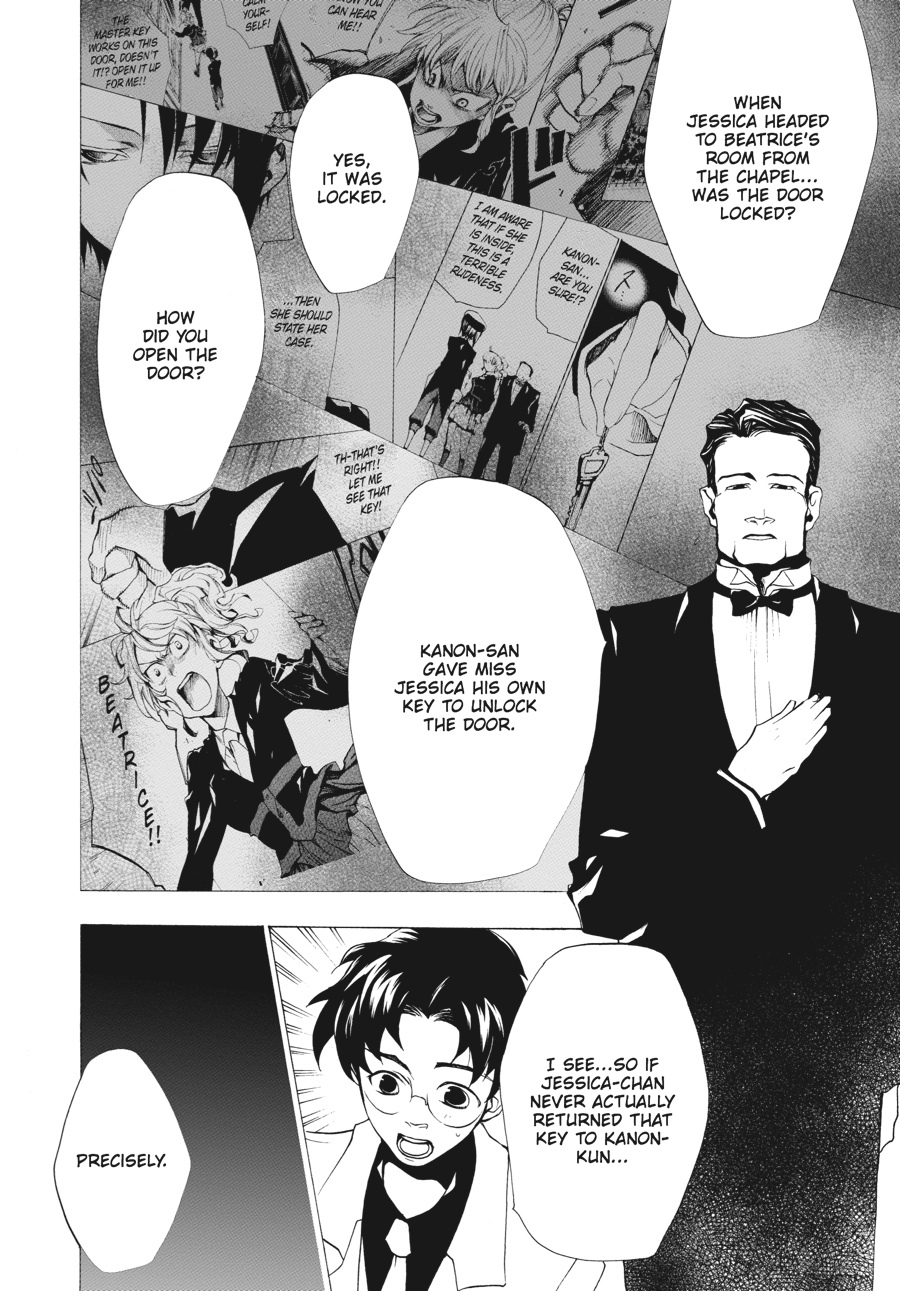 WHEN
JESSICA HEADED
TO BEATRICE'S
ROOM FROM
THE CHAPEL...
WAS THE DOOR
LOCKED?
YES,
IT WAS
LOCKED.
HOW
DID YOU
OPEN THE
DOOR?
YOU CAN
HEAR
ME!!
YOUR-
SELF!
THE
MASTER KEY
WORKS ON THIS
DOOR, DOESN'T
IT!? OPEN IT UP
FOR ME!!
KANON-
SAN...
ARE YOU
SURE!?
I AM AWARE
THAT IF SHE
IS INSIDE,
THIS IS A
TERRIBLE
RUDENESS.
...THEN
SHE SHOULD
STATE HER
CASE.
TH-THAT'S
RIGHT!!
LET ME
SEE THAT
KEY!
BEATRICE!!
KANON-SAN
GAVE MISS
JESSICA HIS OWN
KEY TO UNLOCK
THE DOOR.
I SEE...SO IF
JESSICA-CHAN
NEVER ACTUALLY
RETURNED THAT
KEY TO KANON-
KUN...
PRECISELY.